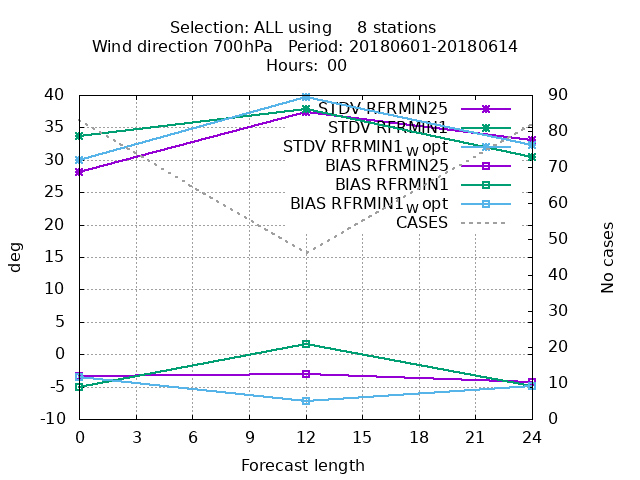 Selection: ALL using     8 stations
Wind direction 700hPa   Period: 20180601-20180614
Hours: 00
STDV RFRMIN25
STDV RFRMIN1
STDV RFRMIN1_W opt
BIAS RFRMIN25
BIAS RFRMIN1
BIAS RFRMIN1_W opt
CASES
deg
40
35
30
25
20
15
10
5
0
-5
-10
No cases
90
80
70
60
50
40
30
20
10
0
0 3 6 9 12 15 18 21 24
Forecast length